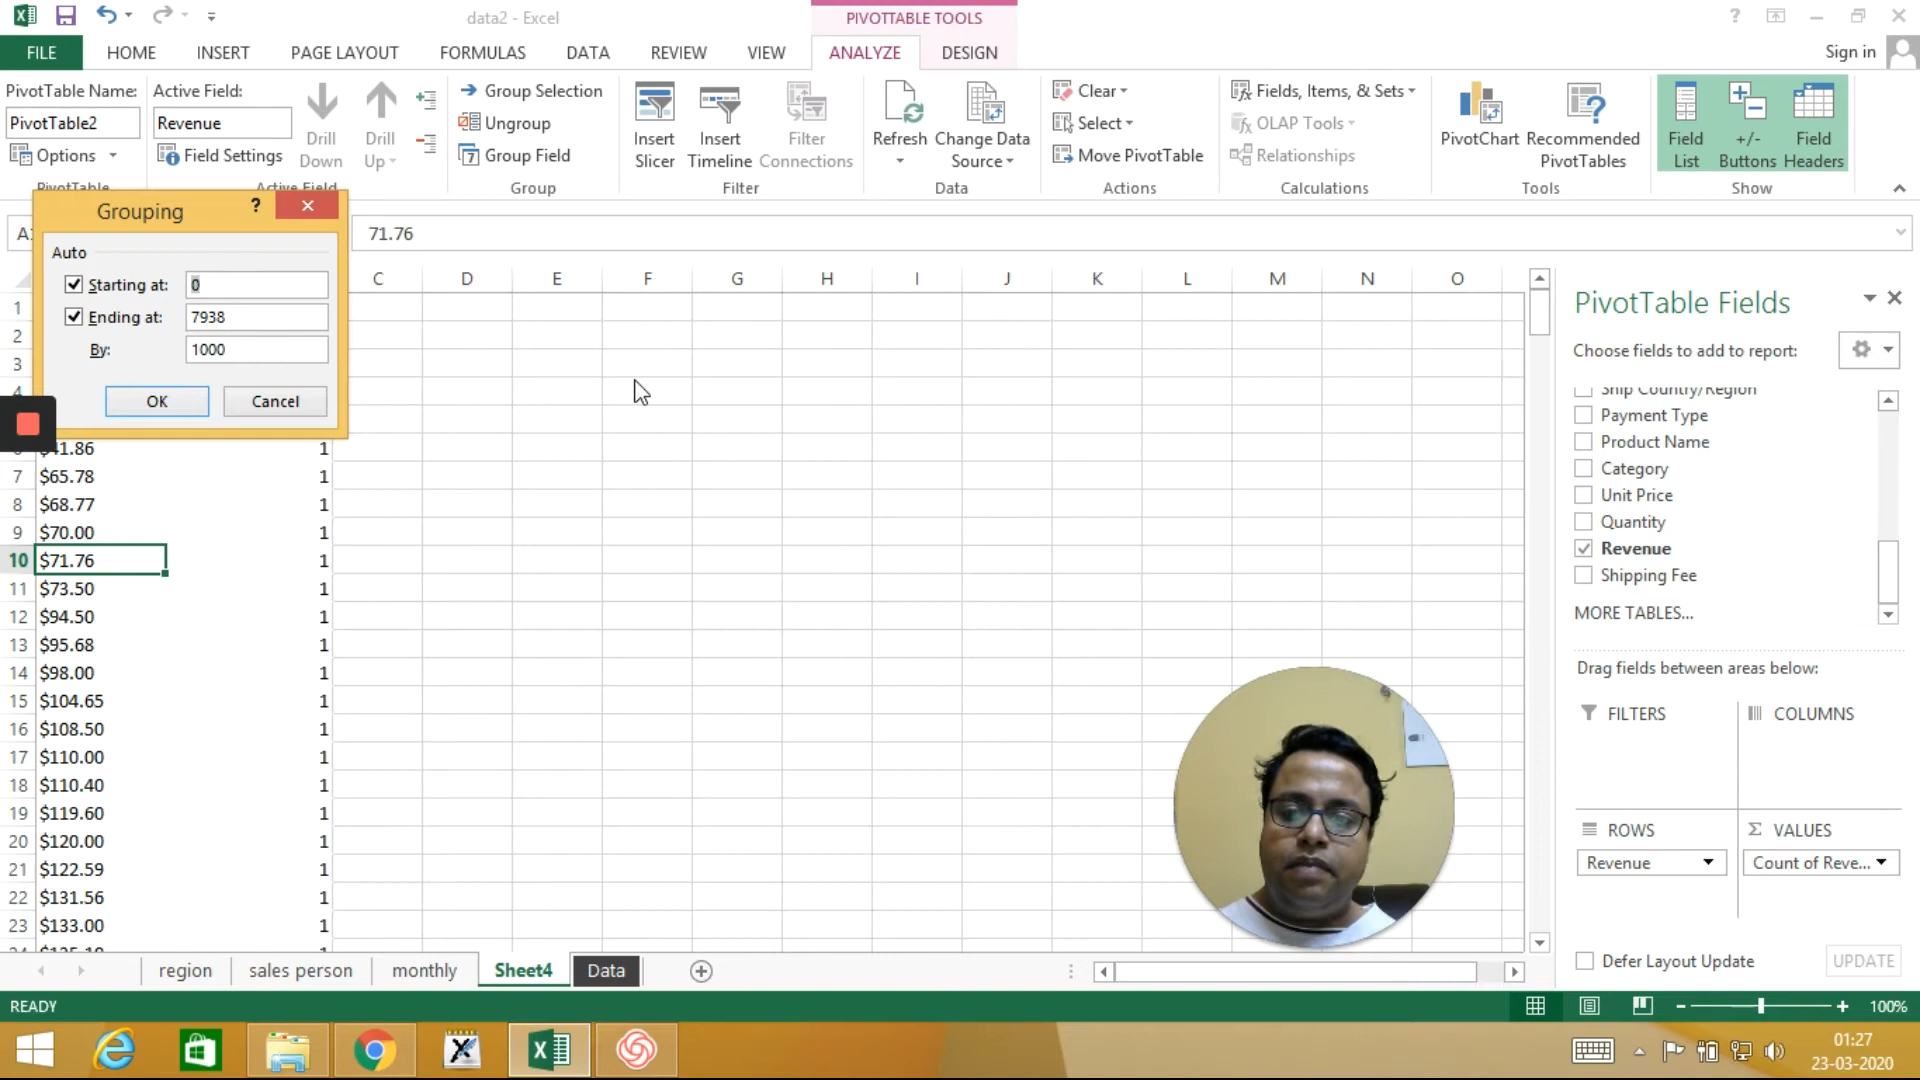 data2 - Excel
PIVOTTABLE TOOLS
?
FILE HOME INSERT PAGE LAYOUT FORMULAS DATA REVIEW VIEW ANALYZE DESIGN
Sign in
PivotTable Name:
PivotTable2
Options
PivotTable
Active Field:
Revenue
Field Settings
Active Field
Drill Down
Drill Up
Group Selection
Ungroup
Group Field
Group
Insert Slicer
Insert Timeline
Filter Connections
Filter
Refresh
Change Data Source
Data
Clear
Select
Move PivotTable
Actions
Fields, Items, & Sets
OLAP Tools
Relationships
Calculations
PivotChart
Recommended PivotTables
Tools
Field List
+/- Buttons
Field Headers
Show
71.76
Grouping
?
Auto
Starting at: 0
Ending at: 7938
By: 1000
OK Cancel
C D E F G H I J K L M N O
1
2
3
$41.86 1
7 $65.78 1
8 $68.77 1
9 $70.00 1
10 $71.76 1
11 $73.50 1
12 $94.50 1
13 $95.68 1
14 $98.00 1
15 $104.65 1
16 $108.50 1
17 $110.00 1
18 $110.40 1
19 $119.60 1
20 $120.00 1
21 $122.59 1
22 $131.56 1
23 $133.00 1
PivotTable Fields
Choose fields to add to report:
Ship Country/Region
Payment Type
Product Name
Category
Unit Price
Quantity
Revenue
Shipping Fee
MORE TABLES...
Drag fields between areas below:
FILTERS
COLUMNS
ROWS
Revenue
VALUES
Count of Reve...
Defer Layout Update
UPDATE
region sales person monthly Sheet4 Data
READY
100%
01:27
23-03-2020